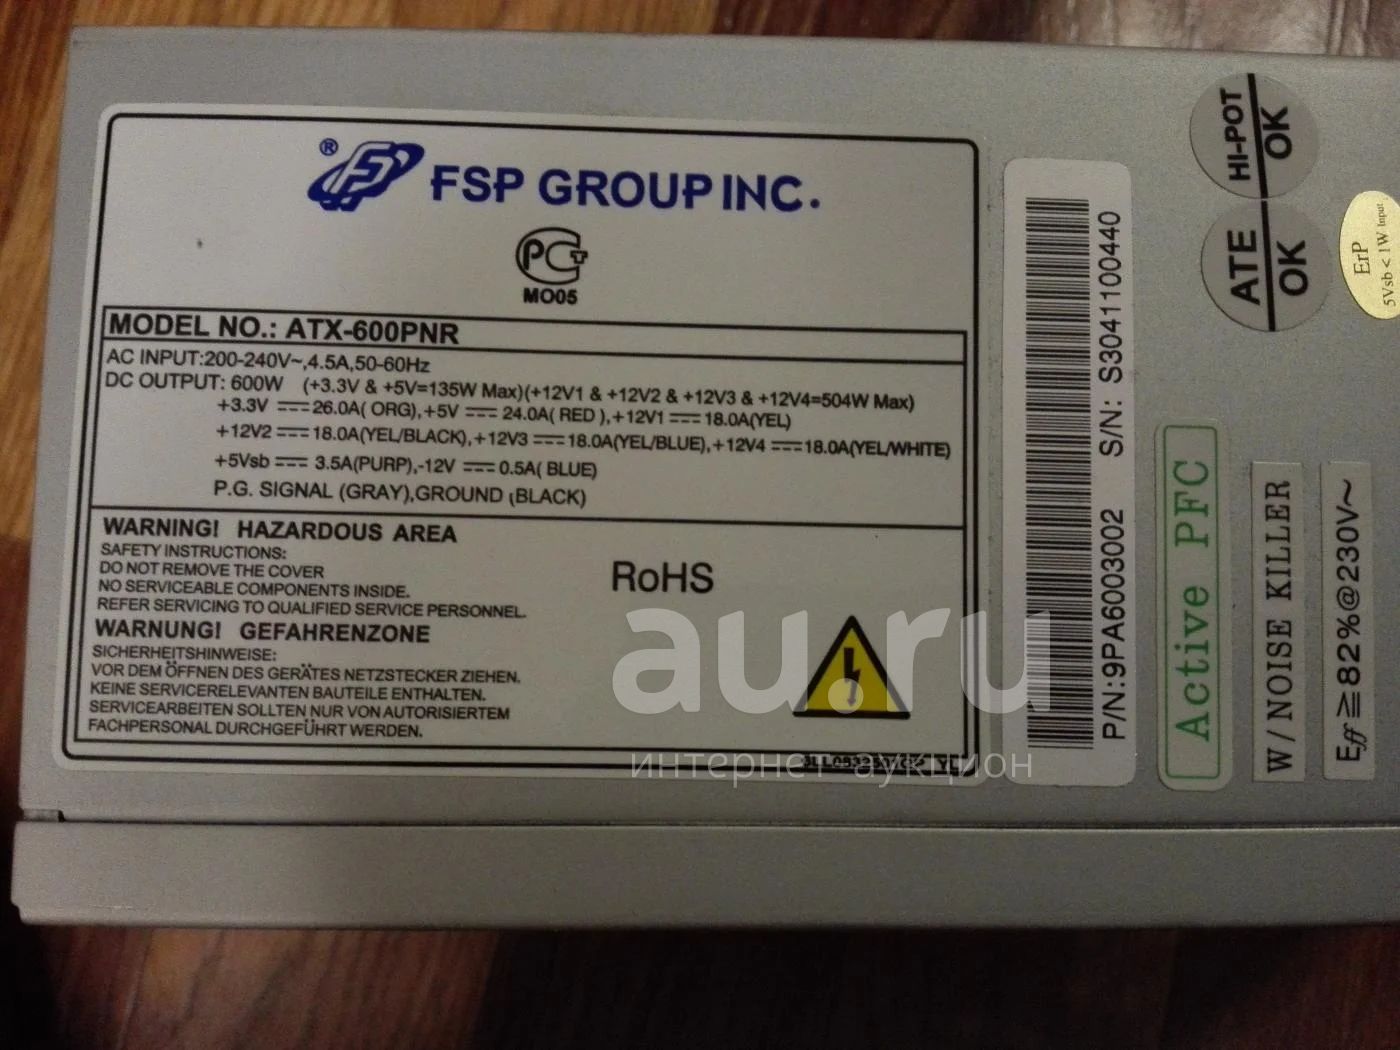 ® FSP GROUP INC.
РСТ
MO05
MODEL NO.: ATX-600PNR
AC INPUT:200-240V~,4.5A,50-60Hz
DC OUTPUT: 600W (+3.3V & +5V=135W Max)(+12V1 & +12V2 & +12V3 & +12V4=504W Max)
+3.3V ⎓ 26.0A( ORG),+5V ⎓ 24.0A( RED ),+12V1 ⎓ 18.0A(YEL)
+12V2 ⎓ 18.0A(YEL/BLACK),+12V3 ⎓ 18.0A(YEL/BLUE),+12V4 ⎓ 18.0A(YEL/WHITE)
+5Vsb ⎓ 3.5A(PURP),-12V ⎓ 0.5A( BLUE)
P.G. SIGNAL (GRAY),GROUND (BLACK)
WARNING! HAZARDOUS AREA
SAFETY INSTRUCTIONS:
DO NOT REMOVE THE COVER
NO SERVICEABLE COMPONENTS INSIDE.
REFER SERVICING TO QUALIFIED SERVICE PERSONNEL.
WARNUNG! GEFAHRENZONE
SICHERHEITSHINWEISE:
VOR DEM ÖFFNEN DES GERÄTES NETZSTECKER ZIEHEN.
KEINE SERVICERELEVANTEN BAUTEILE ENTHALTEN.
SERVICEARBEITEN SOLLTEN NUR VON AUTORISIERTEM
FACHPERSONAL DURCHGEFÜHRT WERDEN.
RoHS
au.ru
интернет-аукцион
P/N:9PA6003002 S/N: S3041100440
Active PFC
W/NOISE KILLER
Eff≧82%@230V~
HI-POT
OK
ATE
OK
ErP
5Vsb < 1W Input